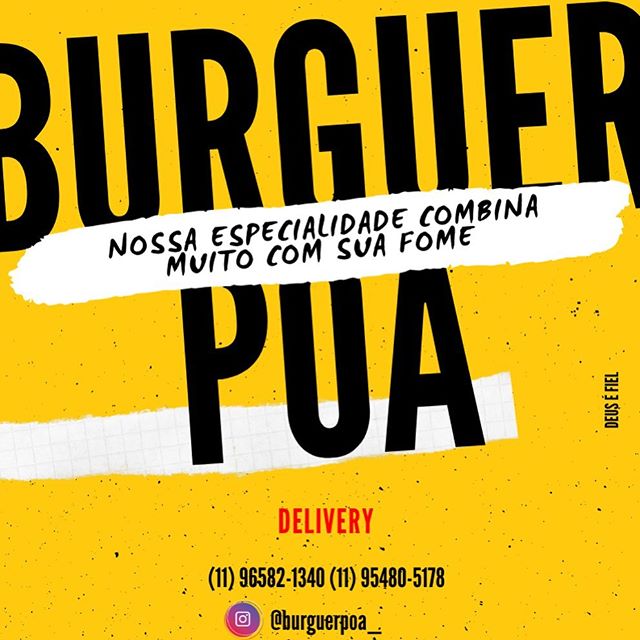 BURGUER
NOSSA ESPECIALIDADE COMBINA
MUITO COM SUA FOME
POA
DEUS É FIEL
DELIVERY
(11) 96582-1340 (11) 95480-5178
@burguerpoa_